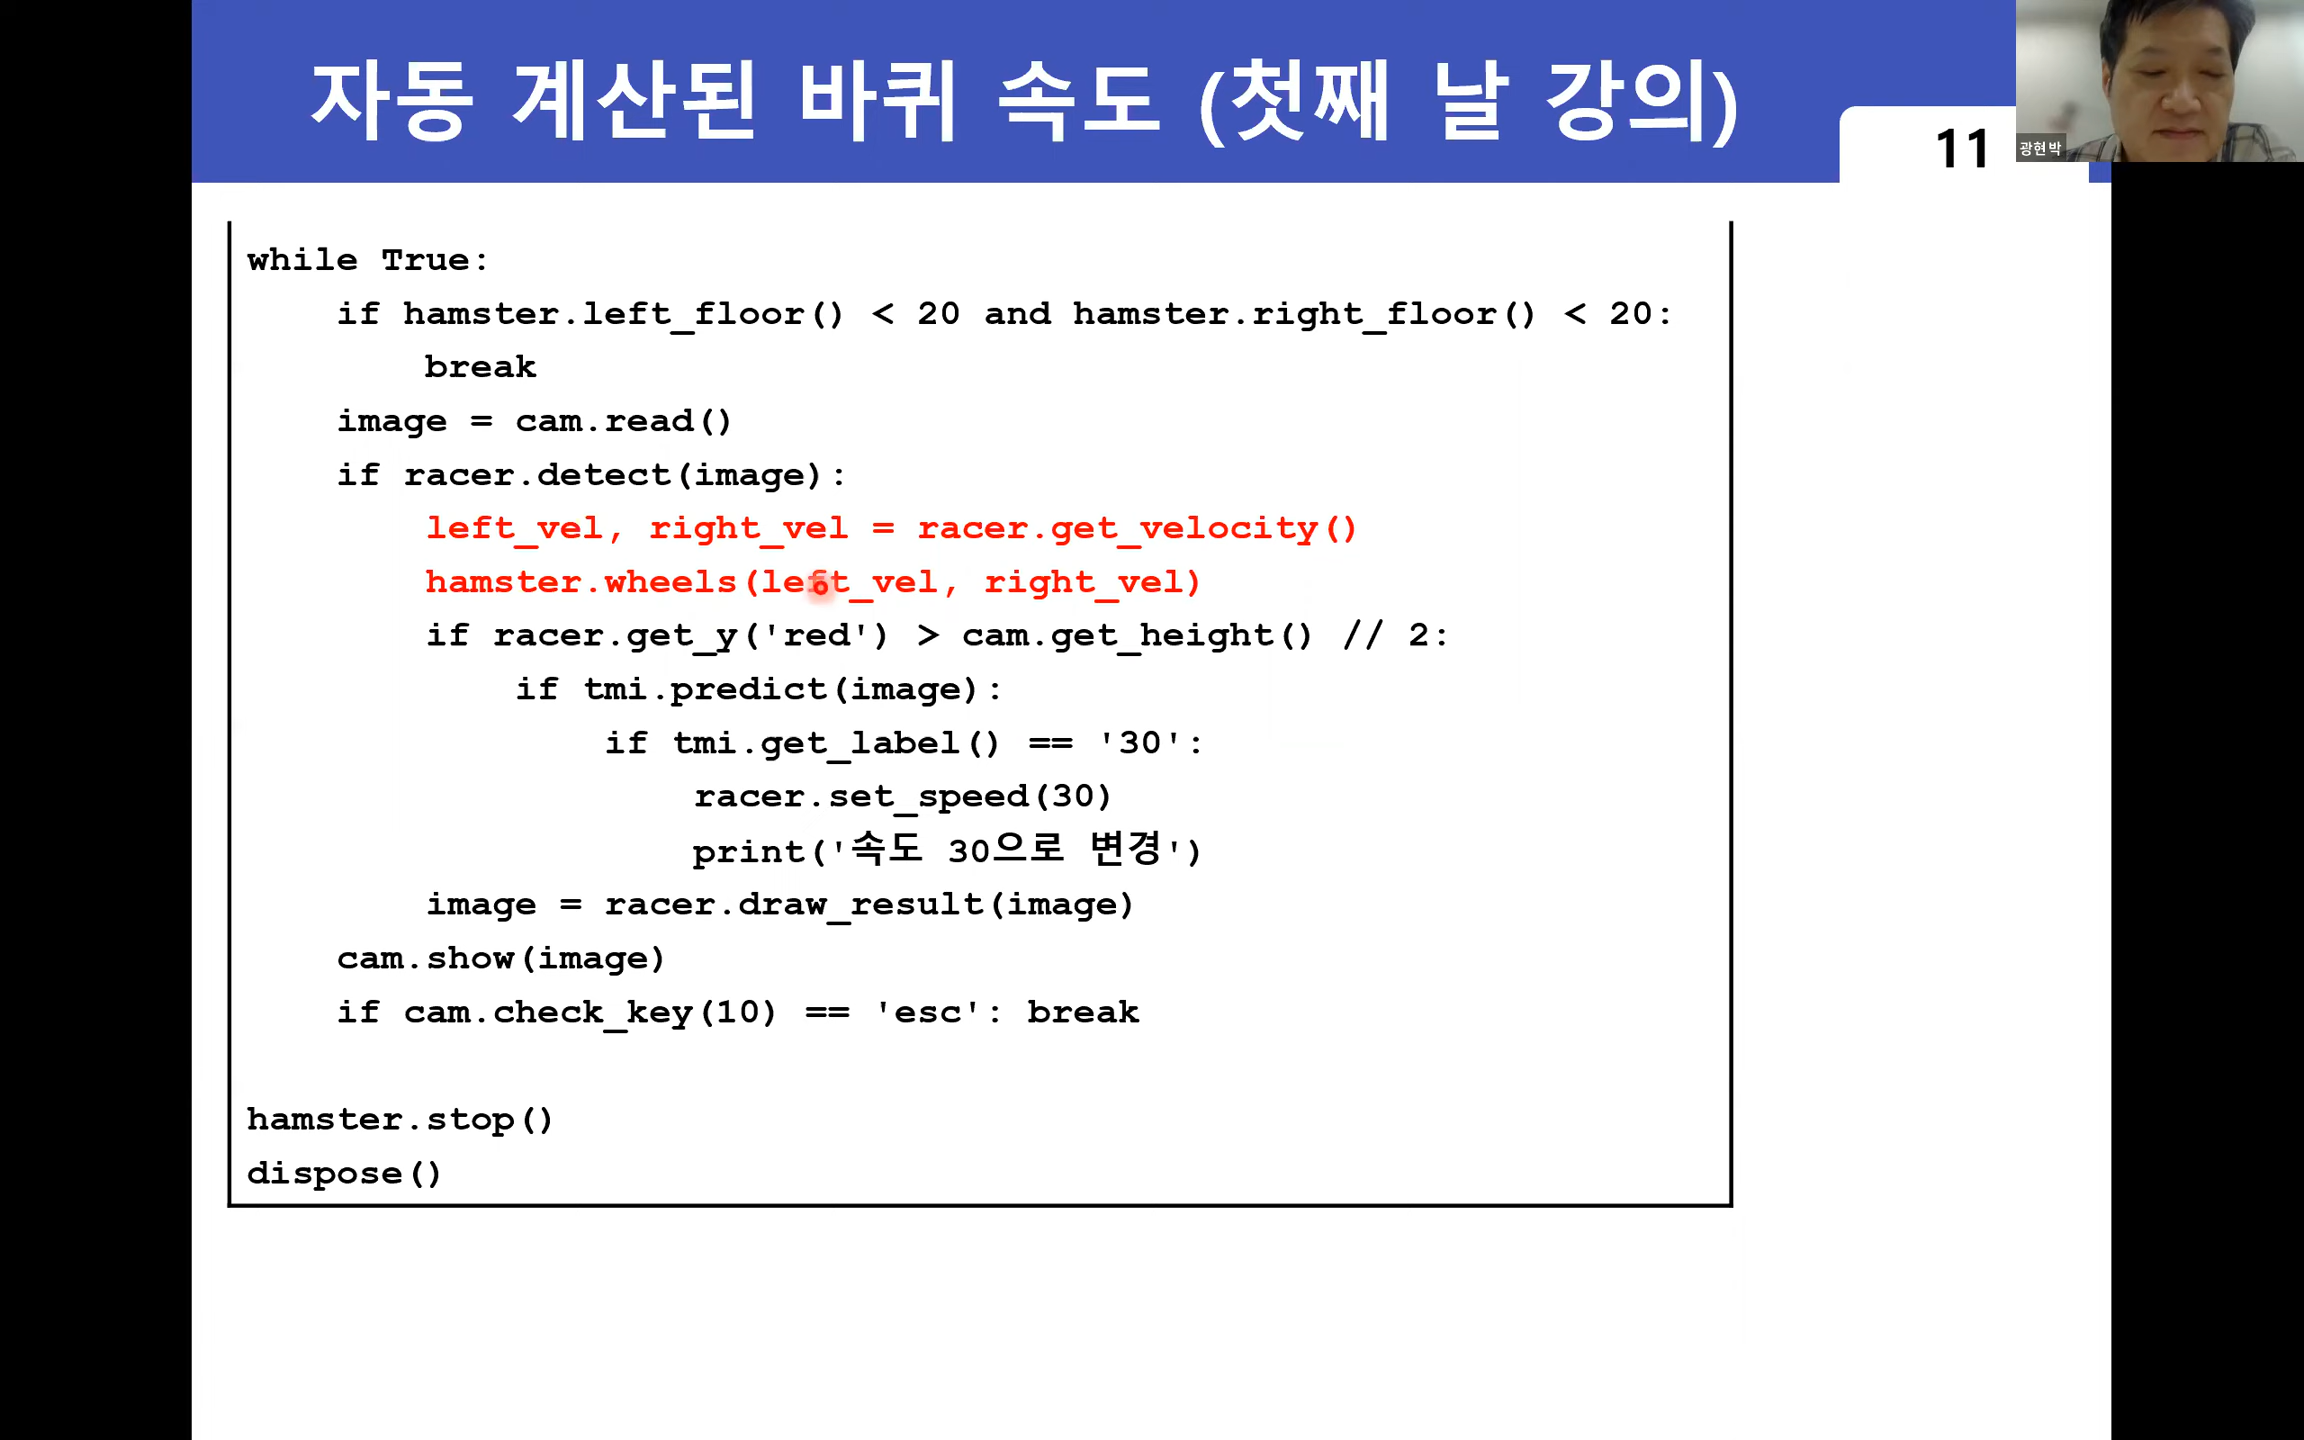 자동 계산된 바퀴 속도 (첫째 날 강의)
11
광현박
while True:
if hamster.left_floor() < 20 and hamster.right_floor() < 20:
break
image = cam.read()
if racer.detect(image):
left_vel, right_vel = racer.get_velocity()
hamster.wheels(left_vel, right_vel)
if racer.get_y('red') > cam.get_height() // 2:
if tmi.predict(image):
if tmi.get_label() == '30':
racer.set_speed(30)
print('속도 30으로 변경')
image = racer.draw_result(image)
cam.show(image)
if cam.check_key(10) == 'esc': break
hamster.stop()
dispose()